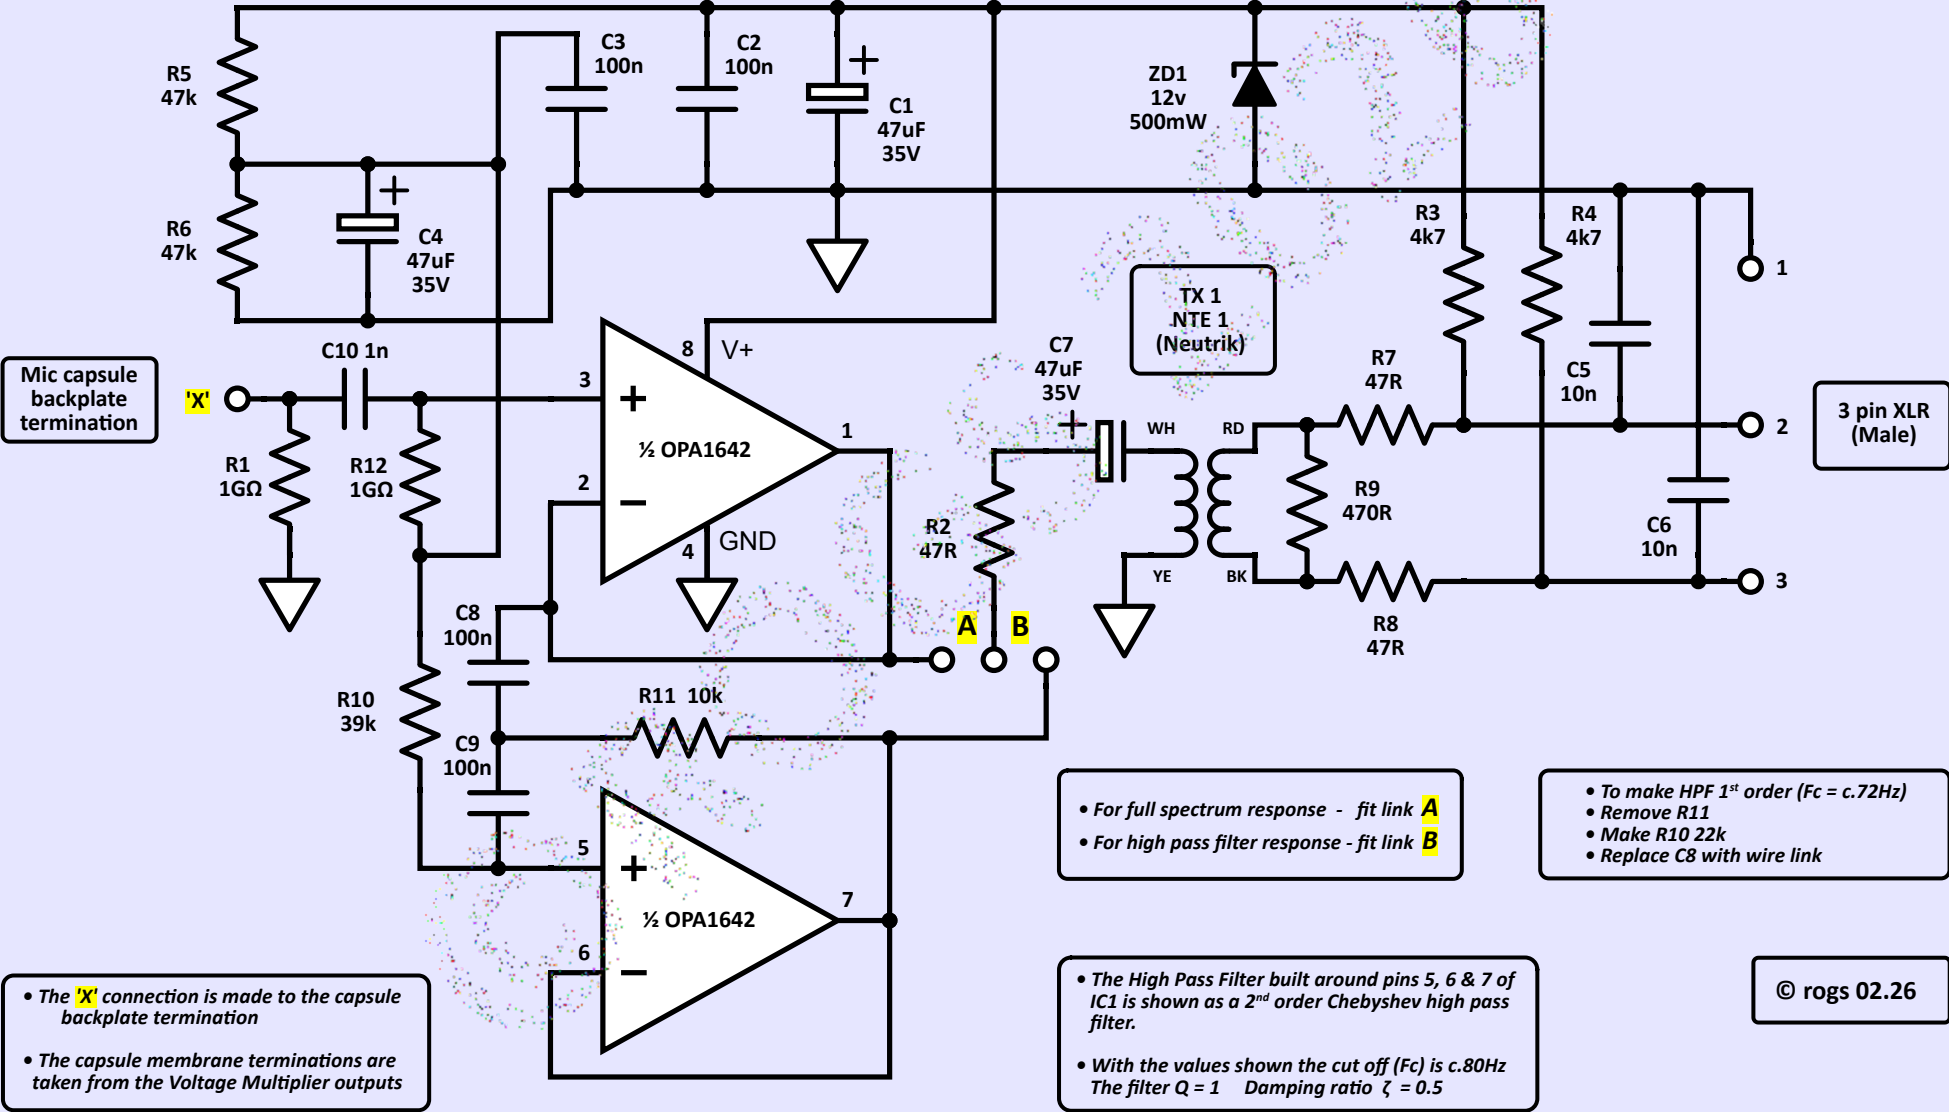 R5
47k
C3
100n
C2
100n
+
C1
47uF
35V
ZD1
12v
500mW
R6
47k
+
C4
47uF
35V
R3
4k7
R4
4k7
1
TX 1
NTE 1
(Neutrik)
Mic capsule
backplate
termination
'X'
C10 1n
R1
1GΩ
R12
1GΩ
3
8
V+
+
½ OPA1642
1
2
−
4
GND
C7
47uF
35V
+
R2
47R
WH
YE
RD
BK
R7
47R
R9
470R
R8
47R
C5
10n
C6
10n
2
3
3 pin XLR
(Male)
A
B
C8
100n
R10
39k
C9
100n
R11 10k
5
+
½ OPA1642
7
6
−
• For full spectrum response - fit link A
• For high pass filter response - fit link B
• To make HPF 1st order (Fc = c.72Hz)
• Remove R11
• Make R10 22k
• Replace C8 with wire link
• The 'X' connection is made to the capsule
backplate termination
• The capsule membrane terminations are
taken from the Voltage Multiplier outputs
• The High Pass Filter built around pins 5, 6 & 7 of
IC1 is shown as a 2nd order Chebyshev high pass
filter.
• With the values shown the cut off (Fc) is c.80Hz
The filter Q = 1 Damping ratio ζ = 0.5
© rogs 02.26